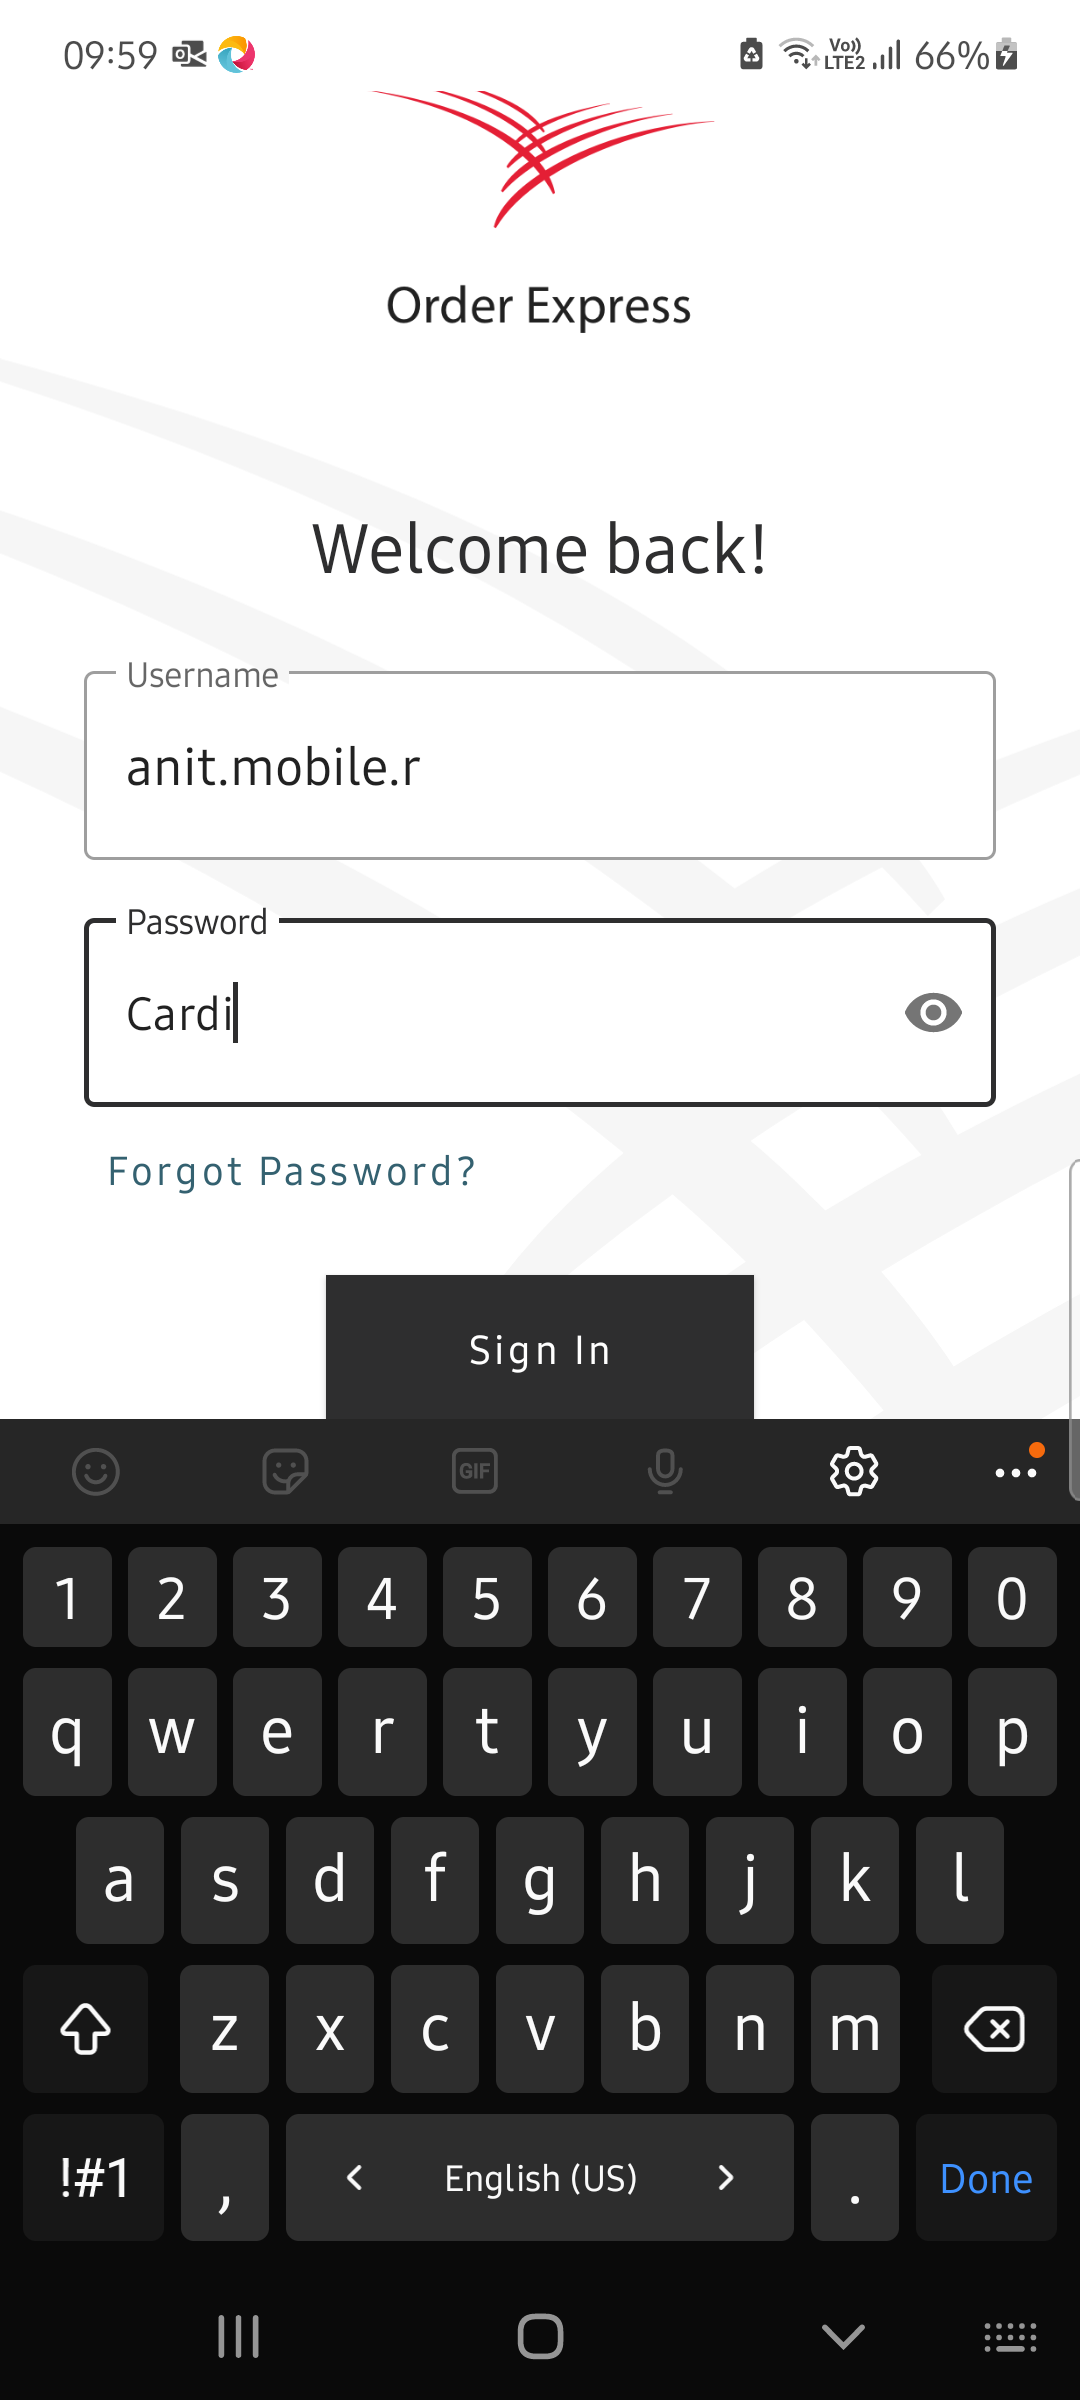 09:59 Vo)) LTE2 66%
Order Express
Welcome back!
Username
anit.mobile.r
Password
Cardi
Forgot Password?
Sign In
GIF
1 2 3 4 5 6 7 8 9 0
q w e r t y u i o p
a s d f g h j k l
z x c v b n m
!#1 , English (US) . Done